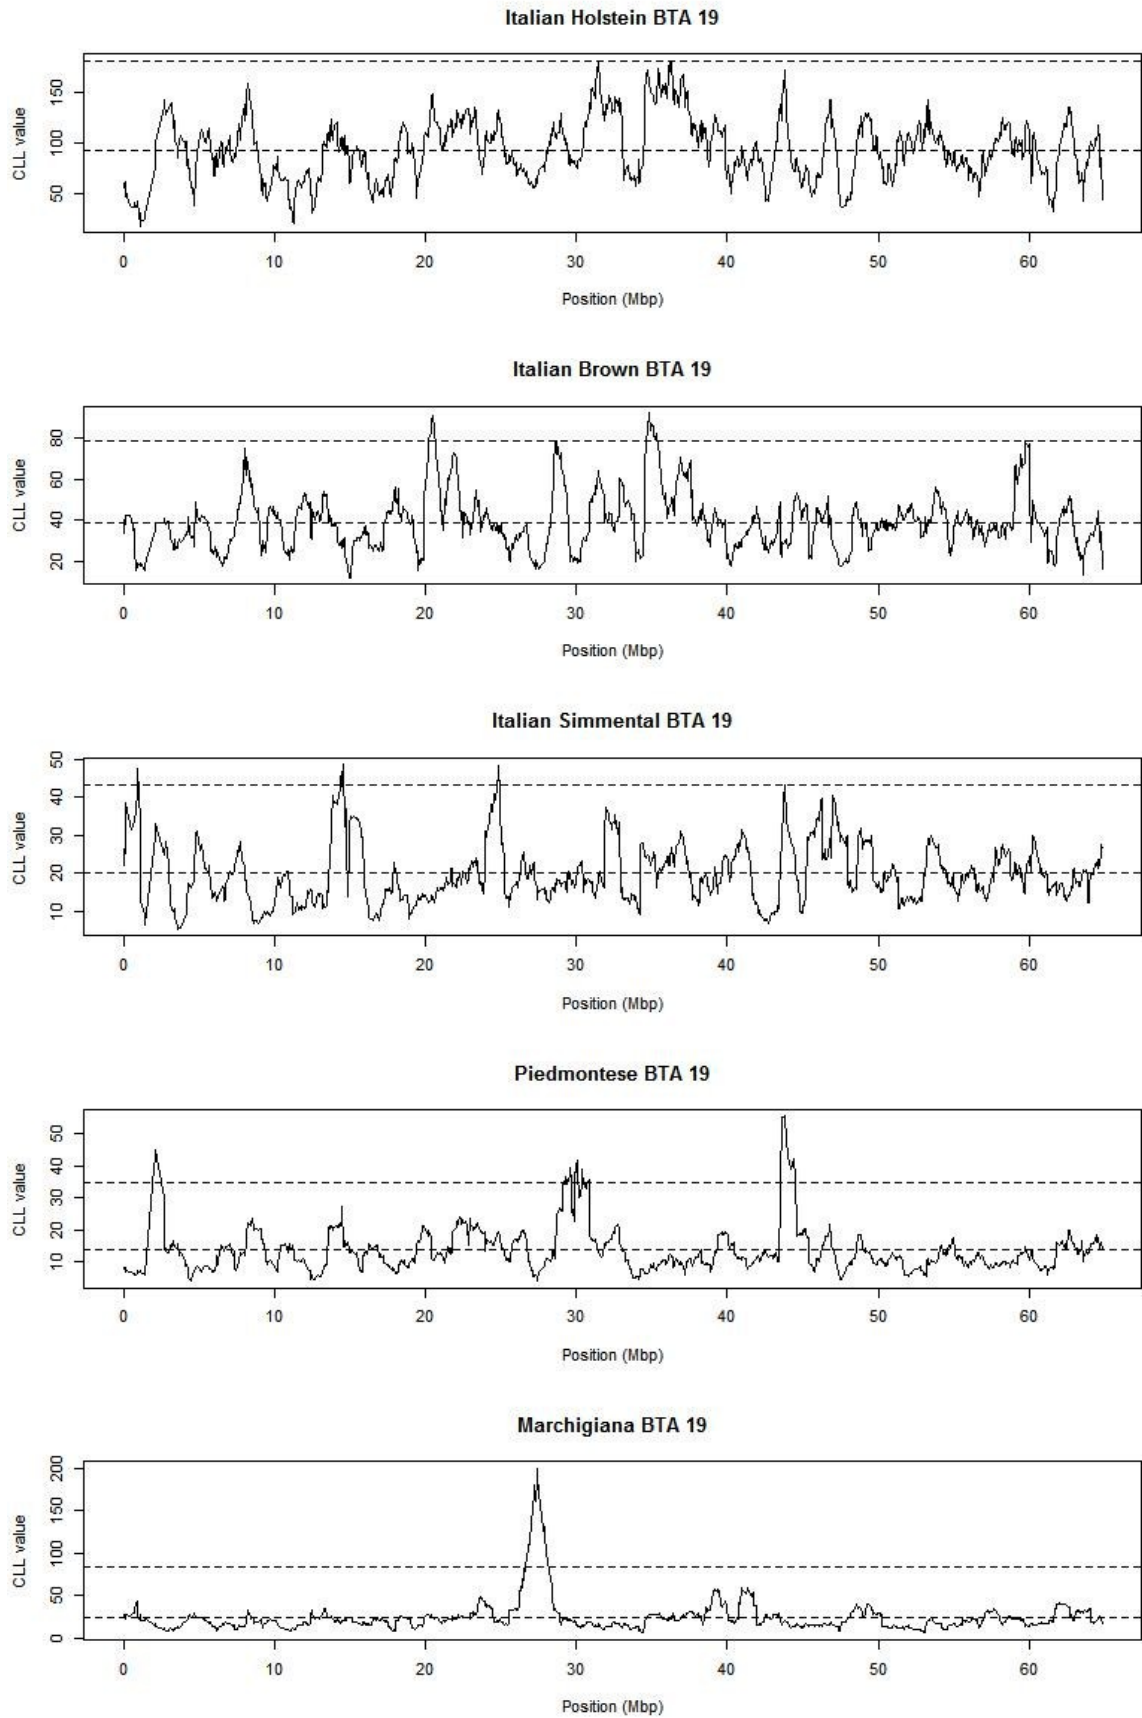 Italian Holstein BTA 19
CLL value
50 100 150
0 10 20 30 40 50 60
Position (Mbp)
Italian Brown BTA 19
CLL value
20 40 60 80
0 10 20 30 40 50 60
Position (Mbp)
Italian Simmental BTA 19
CLL value
10 20 30 40 50
0 10 20 30 40 50 60
Position (Mbp)
Piedmontese BTA 19
CLL value
10 20 30 40 50
0 10 20 30 40 50 60
Position (Mbp)
Marchigiana BTA 19
CLL value
0 50 100 150 200
0 10 20 30 40 50 60
Position (Mbp)